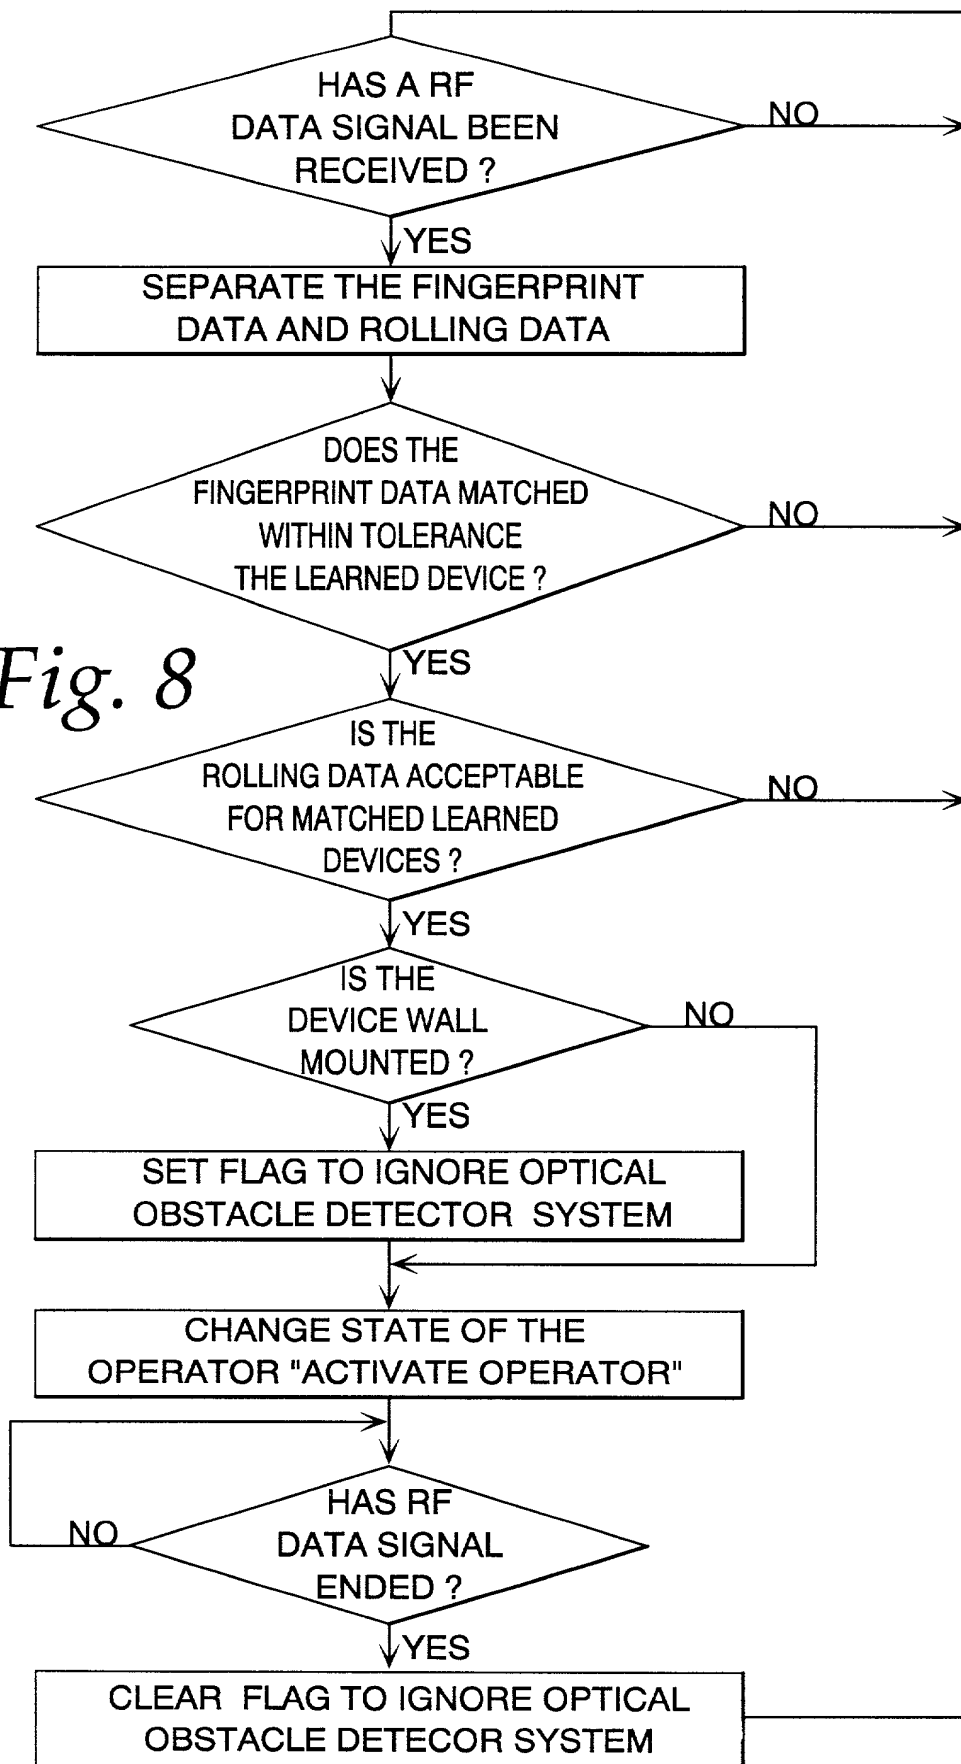 HAS A RF
DATA SIGNAL BEEN
RECEIVED ?
NO
YES
SEPARATE THE FINGERPRINT
DATA AND ROLLING DATA
DOES THE
FINGERPRINT DATA MATCHED
WITHIN TOLERANCE
THE LEARNED DEVICE ?
NO
YES
Fig. 8
IS THE
ROLLING DATA ACCEPTABLE
FOR MATCHED LEARNED
DEVICES ?
NO
YES
IS THE
DEVICE WALL
MOUNTED ?
NO
YES
SET FLAG TO IGNORE OPTICAL
OBSTACLE DETECTOR SYSTEM
CHANGE STATE OF THE
OPERATOR "ACTIVATE OPERATOR"
HAS RF
DATA SIGNAL
ENDED ?
NO
YES
CLEAR FLAG TO IGNORE OPTICAL
OBSTACLE DETECOR SYSTEM